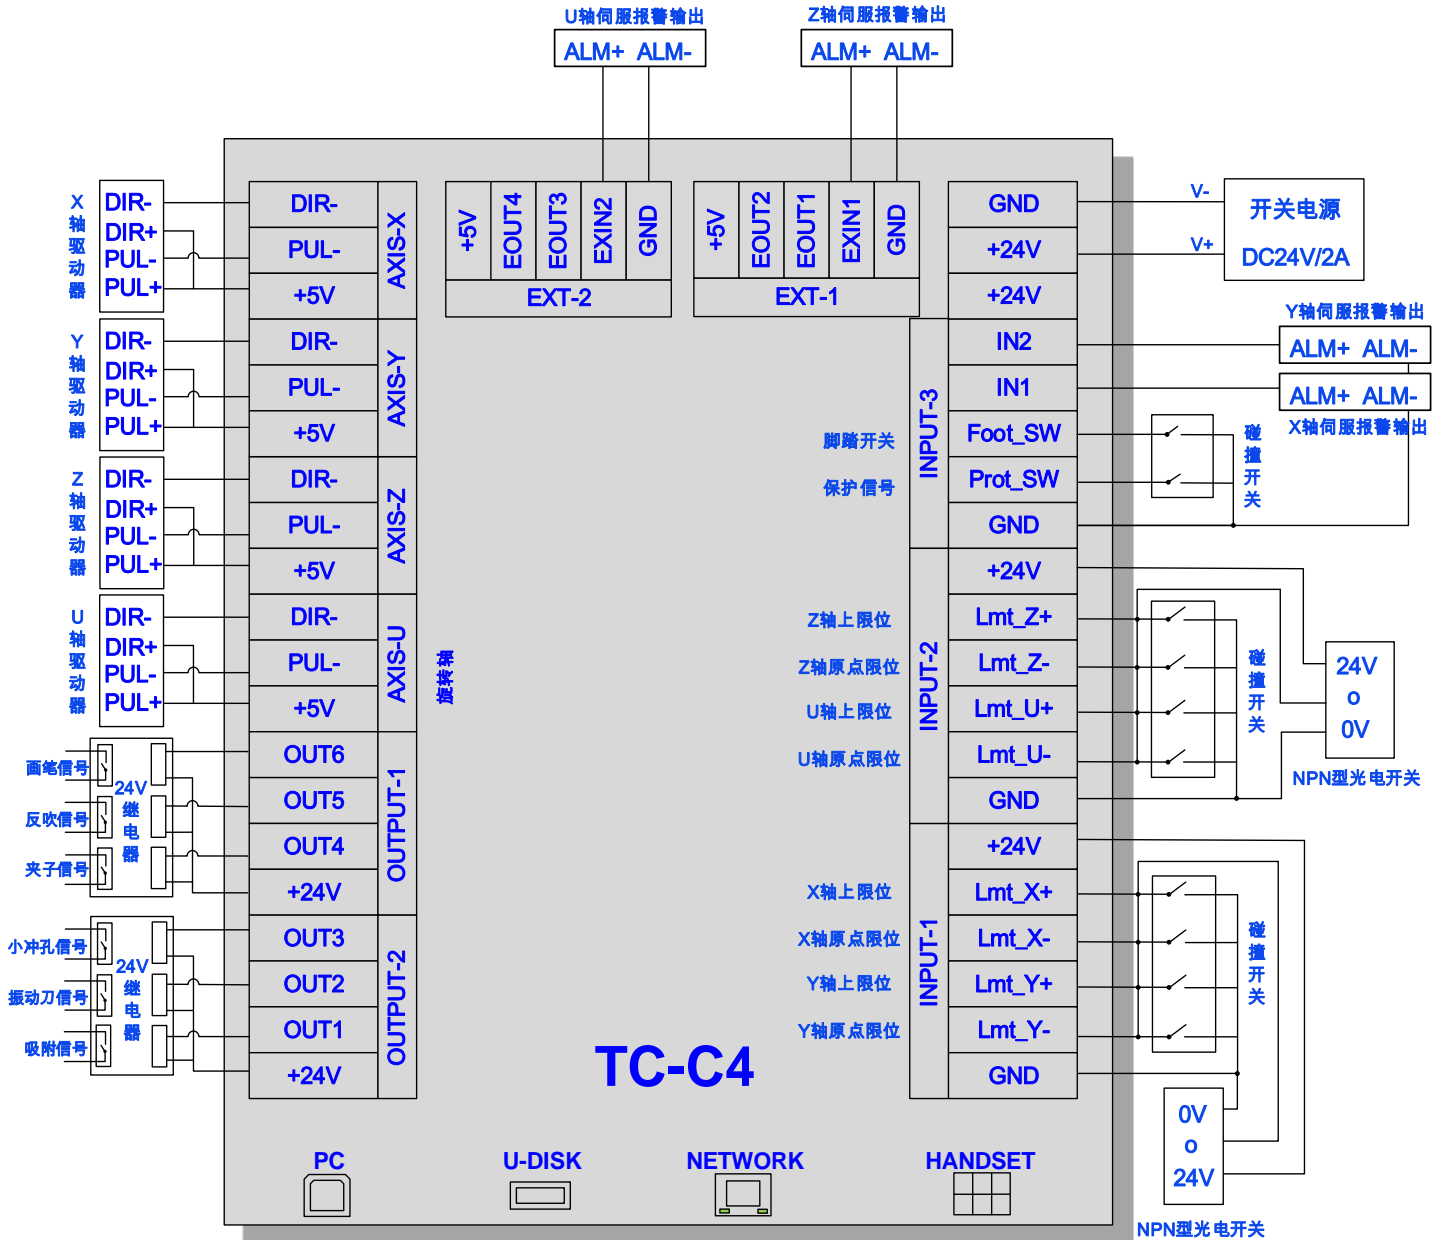 U轴伺服报警输出
ALM+ ALM-
Z轴伺服报警输出
ALM+ ALM-
X轴驱动器
DIR-
DIR+
PUL-
PUL+
Y轴驱动器
DIR-
DIR+
PUL-
PUL+
Z轴驱动器
DIR-
DIR+
PUL-
PUL+
U轴驱动器
DIR-
DIR+
PUL-
PUL+
画笔信号
反吹信号
夹子信号
24V继电器
小冲孔信号
振动刀信号
吸附信号
24V继电器
DIR-
PUL-
+5V
AXIS-X
DIR-
PUL-
+5V
AXIS-Y
DIR-
PUL-
+5V
AXIS-Z
DIR-
PUL-
+5V
AXIS-U
旋转轴
OUT6
OUT5
OUT4
+24V
OUTPUT-1
OUT3
OUT2
OUT1
+24V
OUTPUT-2
+5V
EOUT4
EOUT3
EXIN2
GND
EXT-2
+5V
EOUT2
EOUT1
EXIN1
GND
EXT-1
GND
+24V
+24V
IN2
IN1
Foot_SW
Prot_SW
GND
INPUT-3
脚踏开关
保护信号
+24V
Lmt_Z+
Lmt_Z-
Lmt_U+
Lmt_U-
GND
INPUT-2
Z轴上限位
Z轴原点限位
U轴上限位
U轴原点限位
+24V
Lmt_X+
Lmt_X-
Lmt_Y+
Lmt_Y-
GND
INPUT-1
X轴上限位
X轴原点限位
Y轴上限位
Y轴原点限位
V-
V+
开关电源
DC24V/2A
Y轴伺服报警输出
ALM+ ALM-
ALM+ ALM-
X轴伺服报警输出
碰撞开关
碰撞开关
24V
o
0V
NPN型光电开关
碰撞开关
0V
o
24V
NPN型光电开关
TC-C4
PC
U-DISK
NETWORK
HANDSET